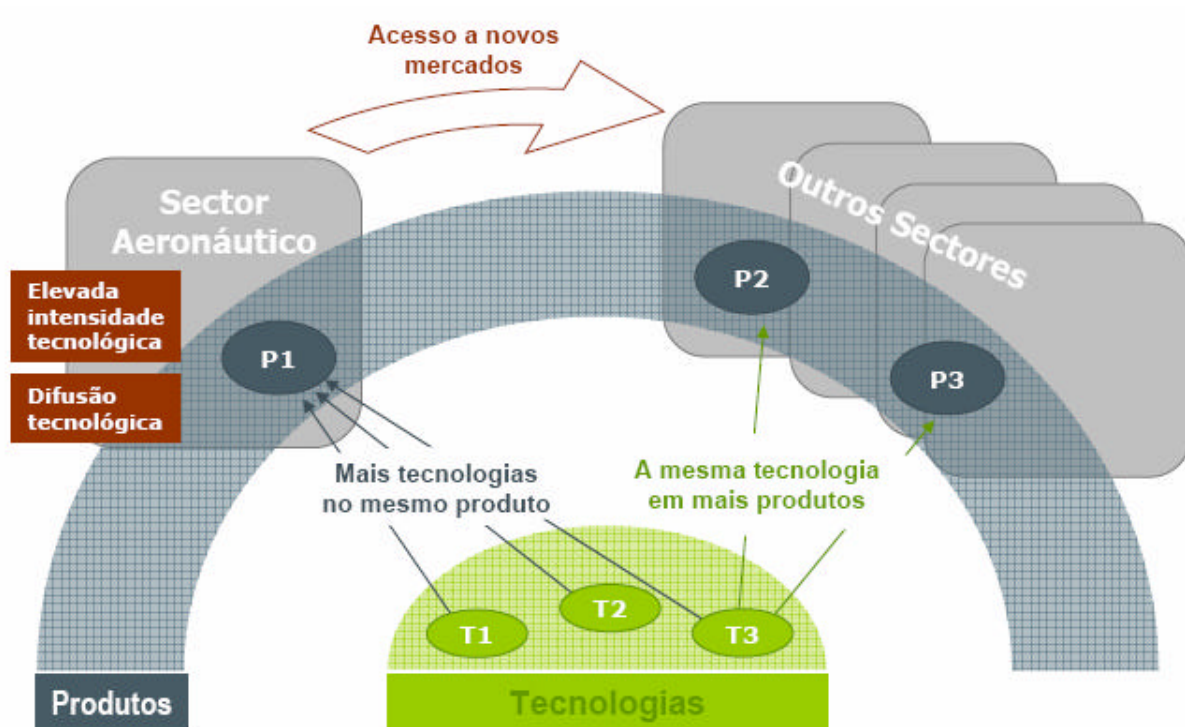 Acesso a novos
mercados
Sector
Aeronáutico
Outros Sectores
Elevada
intensidade
tecnológica
Difusão
tecnológica
P1
P2
P3
Mais tecnologias
no mesmo produto
A mesma tecnologia
em mais produtos
T1
T2
T3
Produtos
Tecnologias